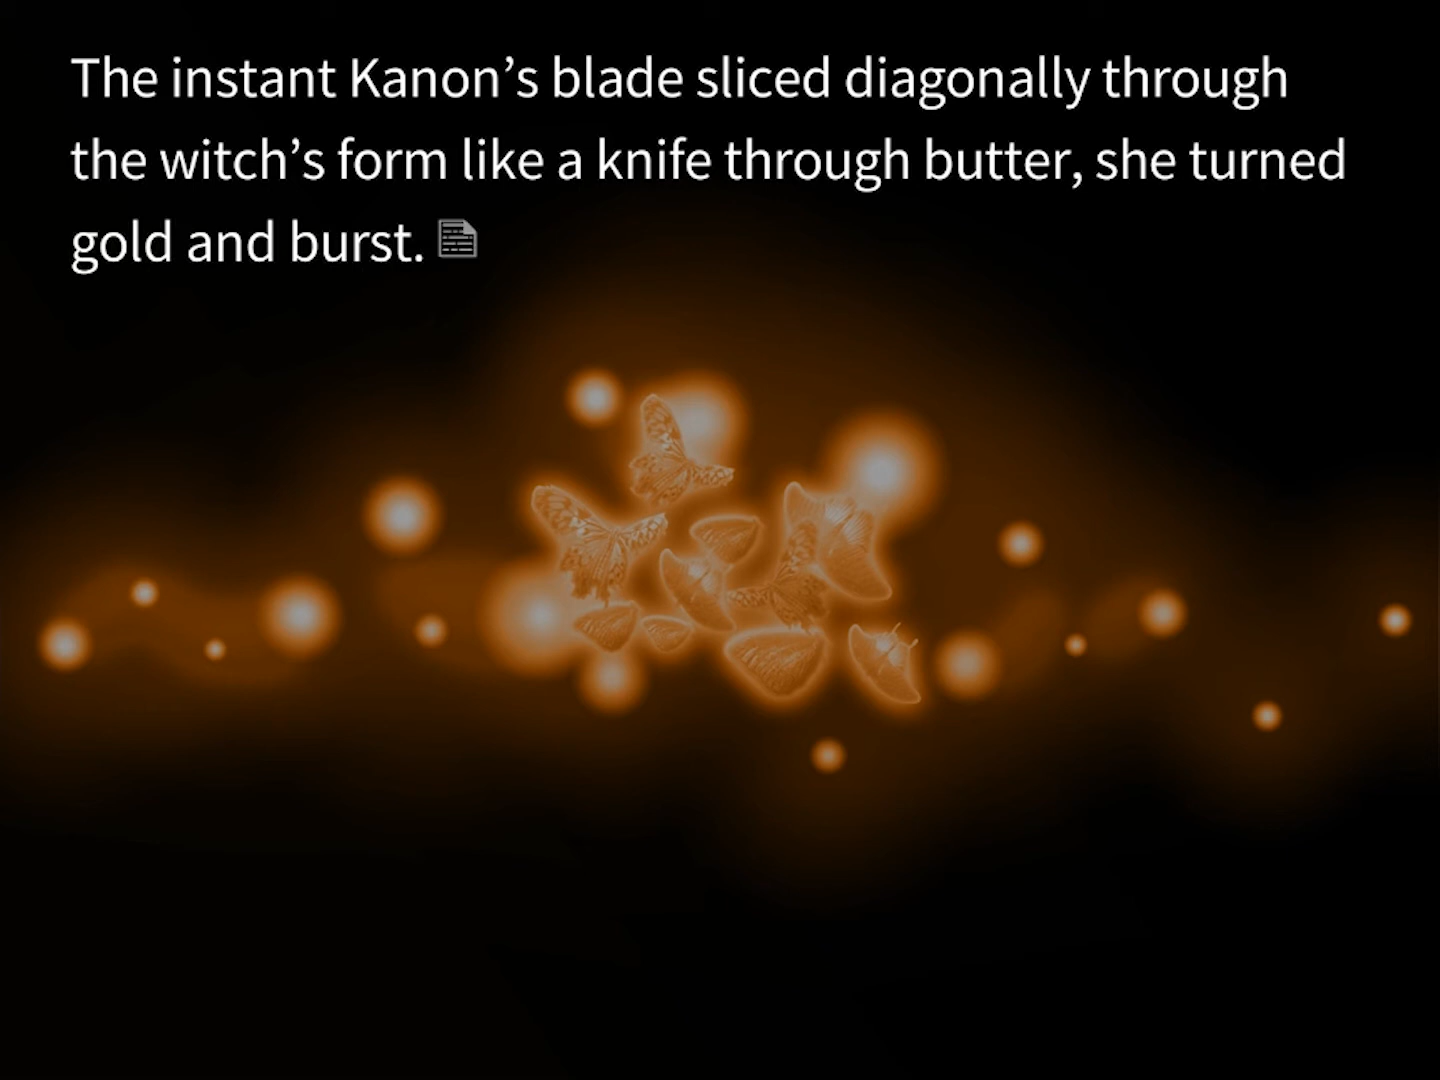 The instant Kanon’s blade sliced diagonally through
the witch’s form like a knife through butter, she turned
gold and burst.